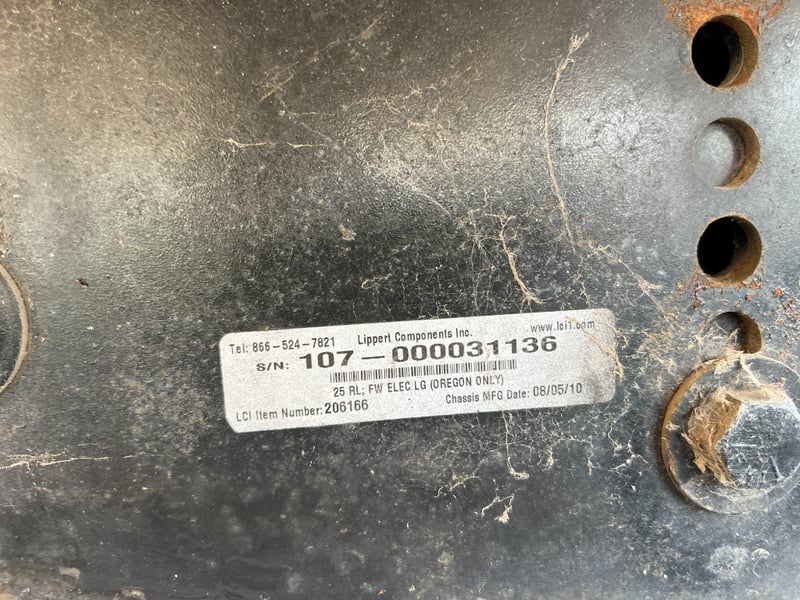 Tel: 866-524-7821 Lippert Components Inc. www.lci1.com
S/N: 107-000031136
25 RL; FW ELEC LG (OREGON ONLY)
LCI Item Number: 206166 Chassis MFG Date: 08/05/10